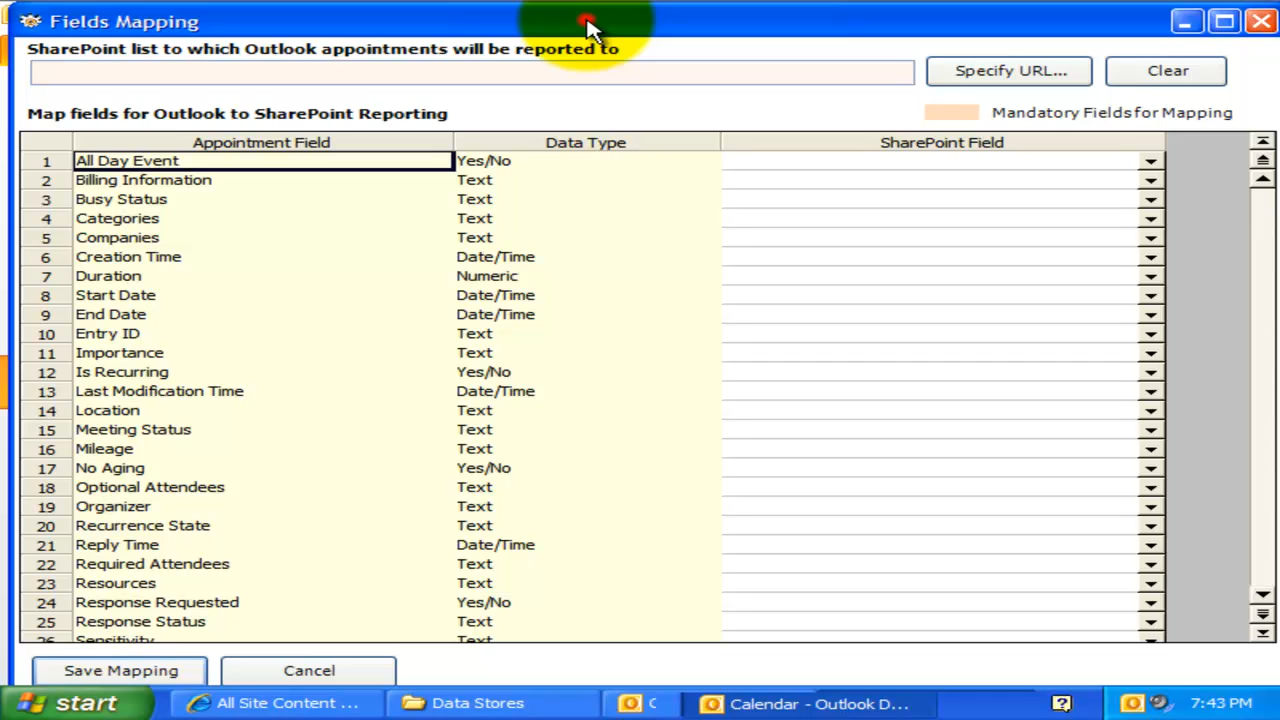 Fields Mapping
SharePoint list to which Outlook appointments will be reported to
Specify URL... Clear
Map fields for Outlook to SharePoint Reporting Mandatory Fields for Mapping
Appointment Field Data Type SharePoint Field
1 All Day Event Yes/No
2 Billing Information Text
3 Busy Status Text
4 Categories Text
5 Companies Text
6 Creation Time Date/Time
7 Duration Numeric
8 Start Date Date/Time
9 End Date Date/Time
10 Entry ID Text
11 Importance Text
12 Is Recurring Yes/No
13 Last Modification Time Date/Time
14 Location Text
15 Meeting Status Text
16 Mileage Text
17 No Aging Yes/No
18 Optional Attendees Text
19 Organizer Text
20 Recurrence State Text
21 Reply Time Date/Time
22 Required Attendees Text
23 Resources Text
24 Response Requested Yes/No
25 Response Status Text
26 Sensitivity Text
Save Mapping Cancel
start All Site Content ... Data Stores C Calendar - Outlook D... 7:43 PM